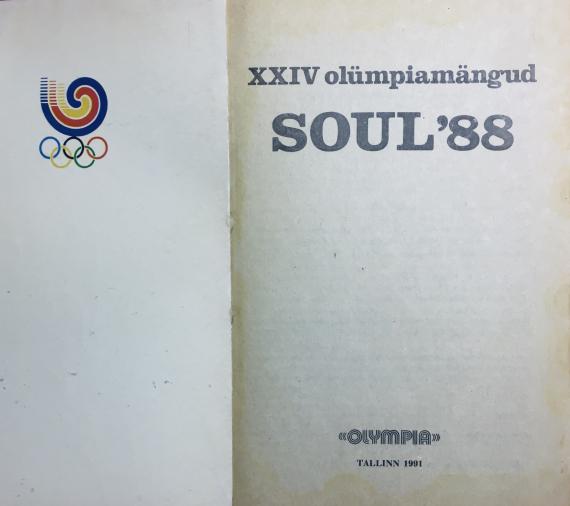 XXIV olümpiamängud
SOUL'88
«OLYMPIA»
TALLINN 1991